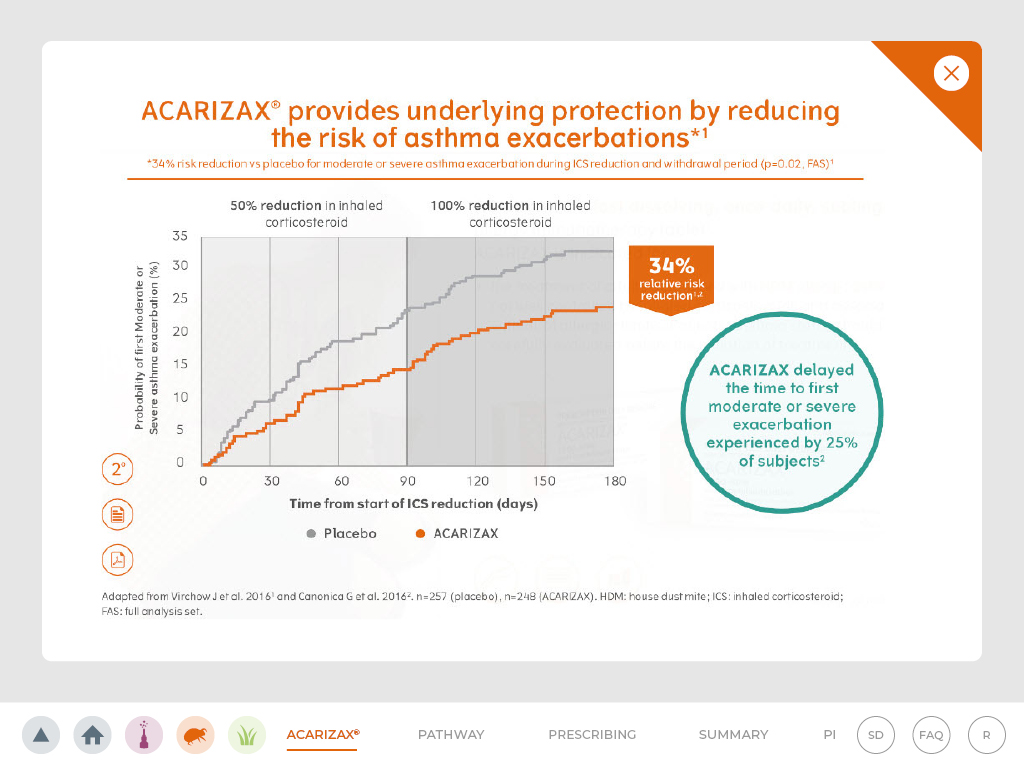 ACARIZAX® provides underlying protection by reducing
the risk of asthma exacerbations*¹
*34% risk reduction vs placebo for moderate or severe asthma exacerbation during ICS reduction and withdrawal period (p=0.02, FAS)¹
50% reduction in inhaled
corticosteroid
100% reduction in inhaled
corticosteroid
Probability of first Moderate or
Severe asthma exacerbation (%)
35
30
25
20
15
10
5
0
0 30 60 90 120 150 180
Time from start of ICS reduction (days)
Placebo
ACARIZAX
34%
relative risk
reduction¹,²
ACARIZAX delayed
the time to first
moderate or severe
exacerbation
experienced by 25%
of subjects²
2°
Adapted from Virchow J et al. 2016¹ and Canonica G et al. 2016². n=257 (placebo), n=248 (ACARIZAX). HDM: house dust mite; ICS: inhaled corticosteroid;
FAS: full analysis set.
ACARIZAX® PATHWAY PRESCRIBING SUMMARY PI SD FAQ R